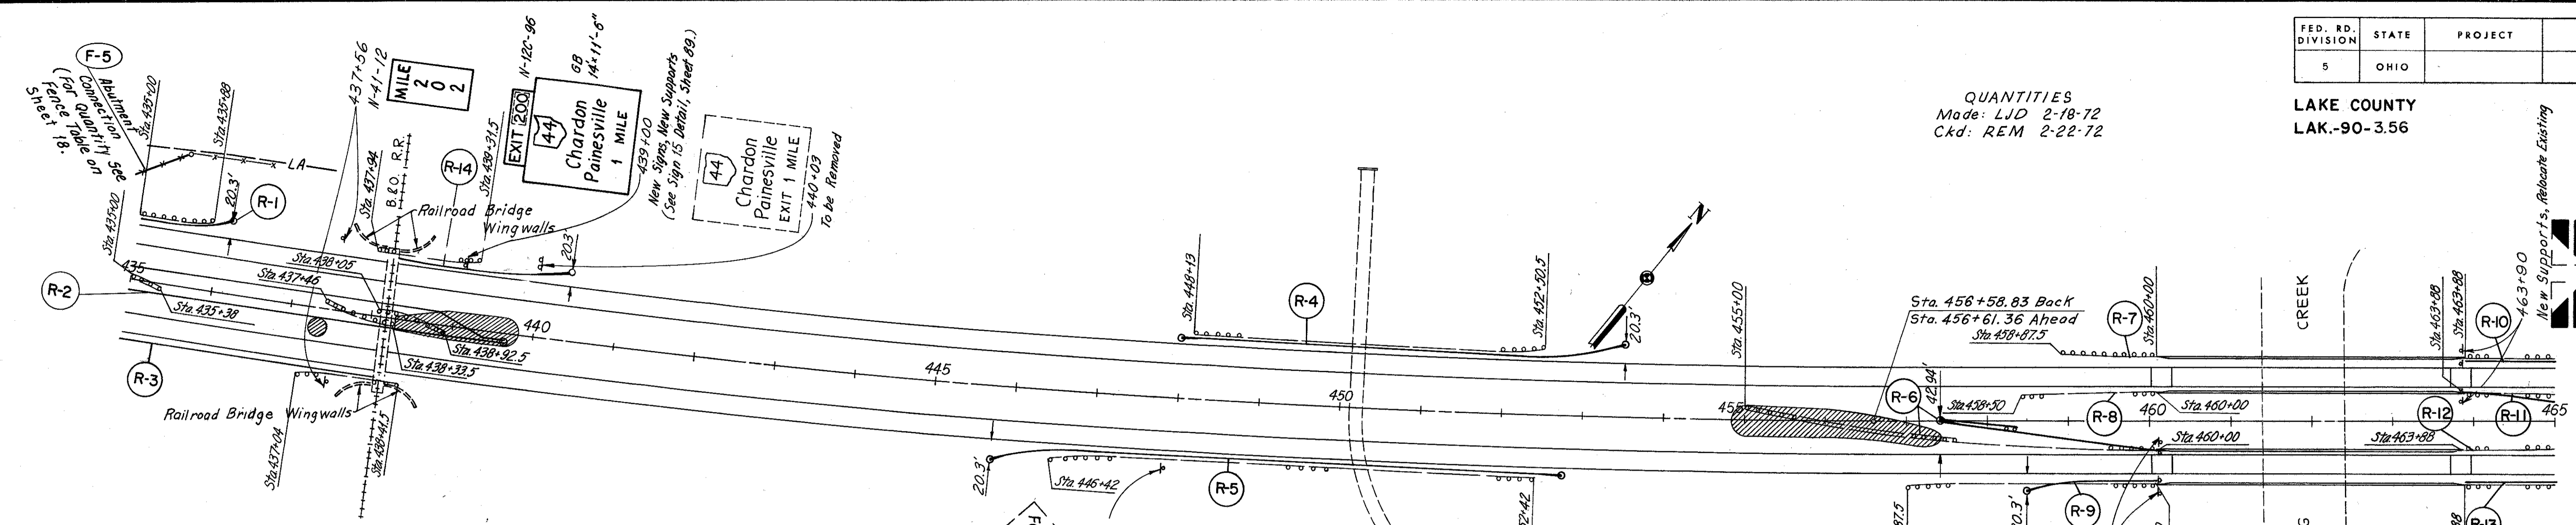 F-5
Abutment
Connection
(For Quantity See
Fence Table on
Sheet 18.
Sta. 435+00
Sta. 435+88
LA
20.3'
R-1
Sta. 435+00
435
R-2
Sta. 435+38
R-3
437+56
N-41-12
MILE
2
0
2
Sta. 437+94
B. & O. R.R.
R-14
Sta. 439+31.5
Railroad Bridge
Wingwalls
Sta. 438+05
Sta. 437+46
N-12C-96
EXIT 200
GB
14'x11'-6"
44
Chardon
Painesville
1 MILE
439+00
New Signs, New Supports
(See Sign 15 Detail, Sheet 89.)
44
Chardon
Painesville
EXIT 1 MILE
440+03
To be Removed
20.3'
440
Sta. 438+92.5
Sta. 438+33.5
Railroad Bridge Wingwalls
Sta. 437+04
Sta. 438+41.5
445
20.3'
Sta. 446+42
R-5
Sta. 448+13
R-4
Sta. 452+50.5
20.3'
N
450
Sta. 455+00
455
QUANTITIES
Made: LJD 2-18-72
Ckd: REM 2-22-72
Sta. 456+58.83 Back
Sta. 456+61.36 Ahead
Sta. 458+87.5
R-7
Sta. 460+00
R-6
42.94'
Sta. 458+50
R-8
460
Sta. 460+00
Sta. 460+00
R-9
CREEK
Sta. 463+88
Sta. 463+88
R-10
463+90
New Supports, Relocate Existing
R-12
R-11
465
Sta. 463+88
R-13
FED. RD.
DIVISION
STATE
PROJECT
5
OHIO
LAKE COUNTY
LAK.-90-3.56